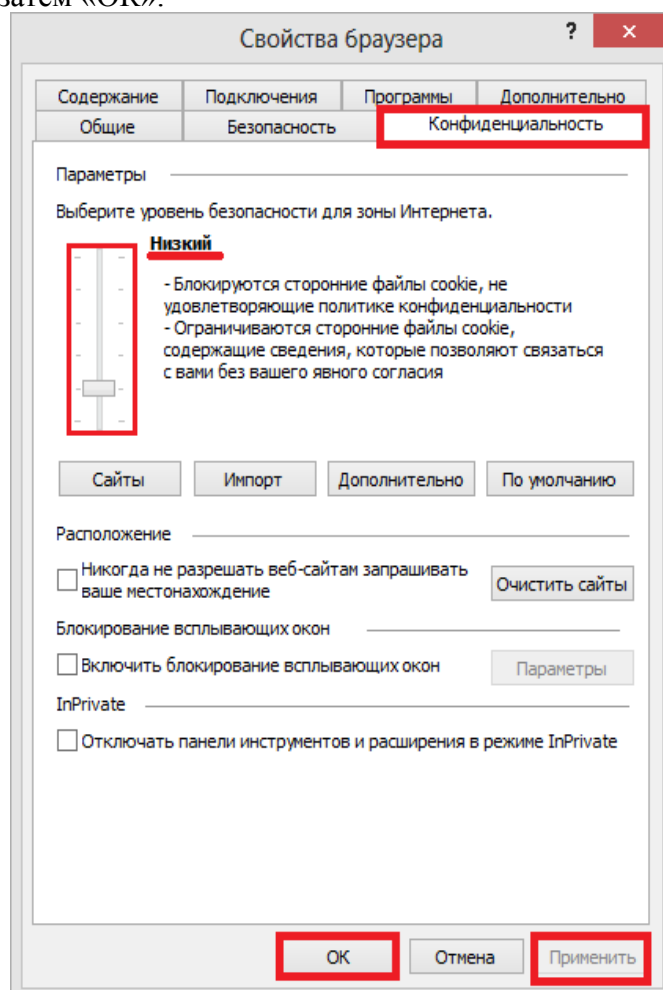 затем «ОК».
Свойства браузера ? ×
Содержание Подключения Программы Дополнительно
Общие Безопасность Конфиденциальность
Параметры
Выберите уровень безопасности для зоны Интернета.
Низкий
- Блокируются сторонние файлы cookie, не
удовлетворяющие политике конфиденциальности
- Ограничиваются сторонние файлы cookie,
содержащие сведения, которые позволяют связаться
с вами без вашего явного согласия
Сайты Импорт Дополнительно По умолчанию
Расположение
Никогда не разрешать веб-сайтам запрашивать
ваше местонахождение
Очистить сайты
Блокирование всплывающих окон
Включить блокирование всплывающих окон Параметры
InPrivate
Отключать панели инструментов и расширения в режиме InPrivate
ОК Отмена Применить